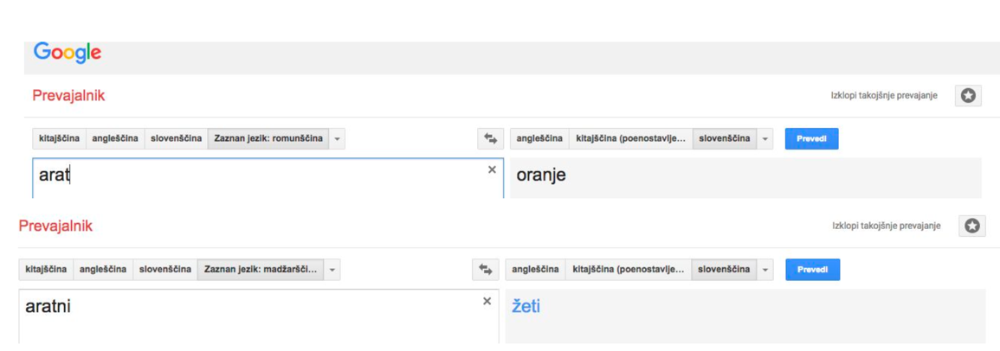 Google
Prevajalnik
Izklopi takojšnje prevajanje
kitajščina angleščina slovenščina Zaznan jezik: romunščina
angleščina kitajščina (poenostavlje... slovenščina Prevedi
arat
oranje
Prevajalnik
Izklopi takojšnje prevajanje
kitajščina angleščina slovenščina Zaznan jezik: madžaršči...
angleščina kitajščina (poenostavlje... slovenščina Prevedi
aratni
žeti